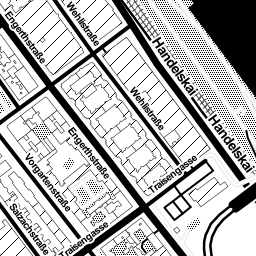 Engerthstraße
Wehlistraße
Handelskai
Wehlistraße
Handelskai
Engerthstraße
Vorgartenstraße
Traisengasse
Salzachstraße
Traisengasse